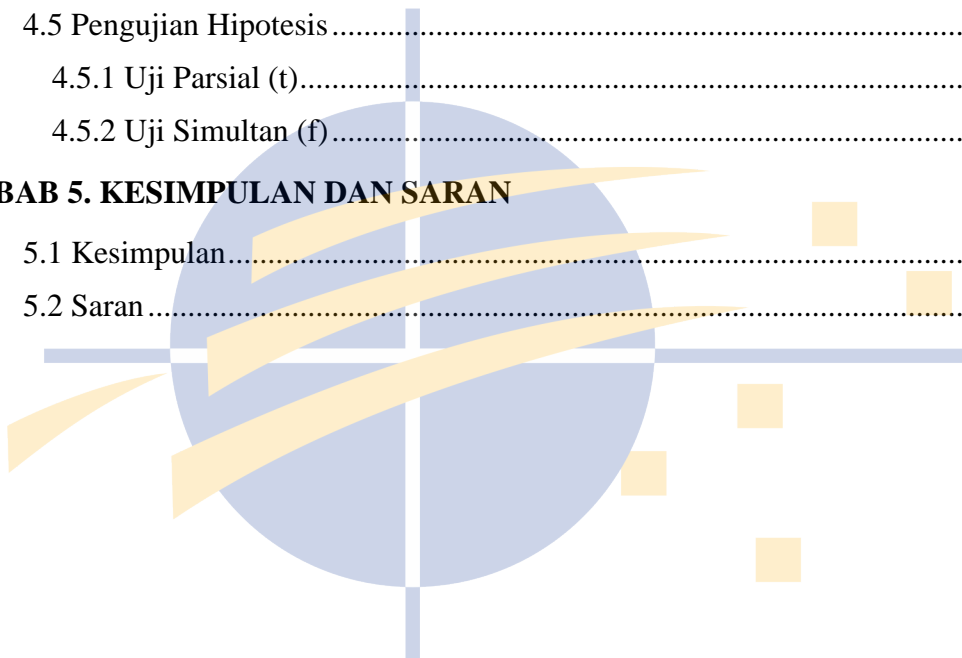 4.5 Pengujian Hipotesis................................................................................
4.5.1 Uji Parsial (t)...................................................................................
4.5.2 Uji Simultan (f)...............................................................................
BAB 5. KESIMPULAN DAN SARAN
5.1 Kesimpulan............................................................................................
5.2 Saran......................................................................................................